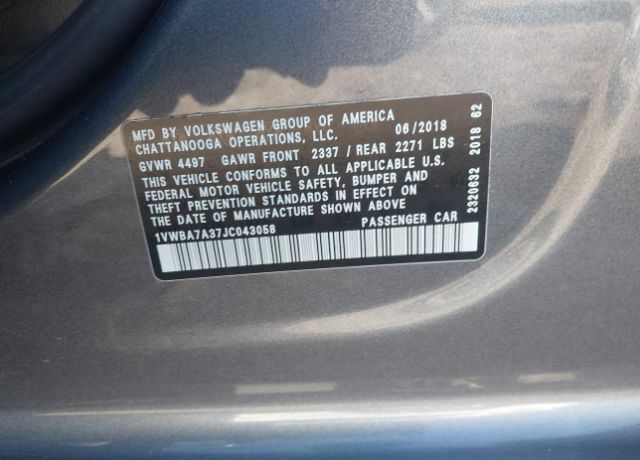 MFD BY VOLKSWAGEN GROUP OF AMERICA
CHATTANOOGA OPERATIONS, LLC. 06/2018
GVWR 4497 GAWR FRONT 2337 / REAR 2271 LBS
THIS VEHICLE CONFORMS TO ALL APPLICABLE U.S.
FEDERAL MOTOR VEHICLE SAFETY, BUMPER AND
THEFT PREVENTION STANDARDS IN EFFECT ON
THE DATE OF MANUFACTURE SHOWN ABOVE
1VWBA7A37JC043058 PASSENGER CAR
2320632 2018 62